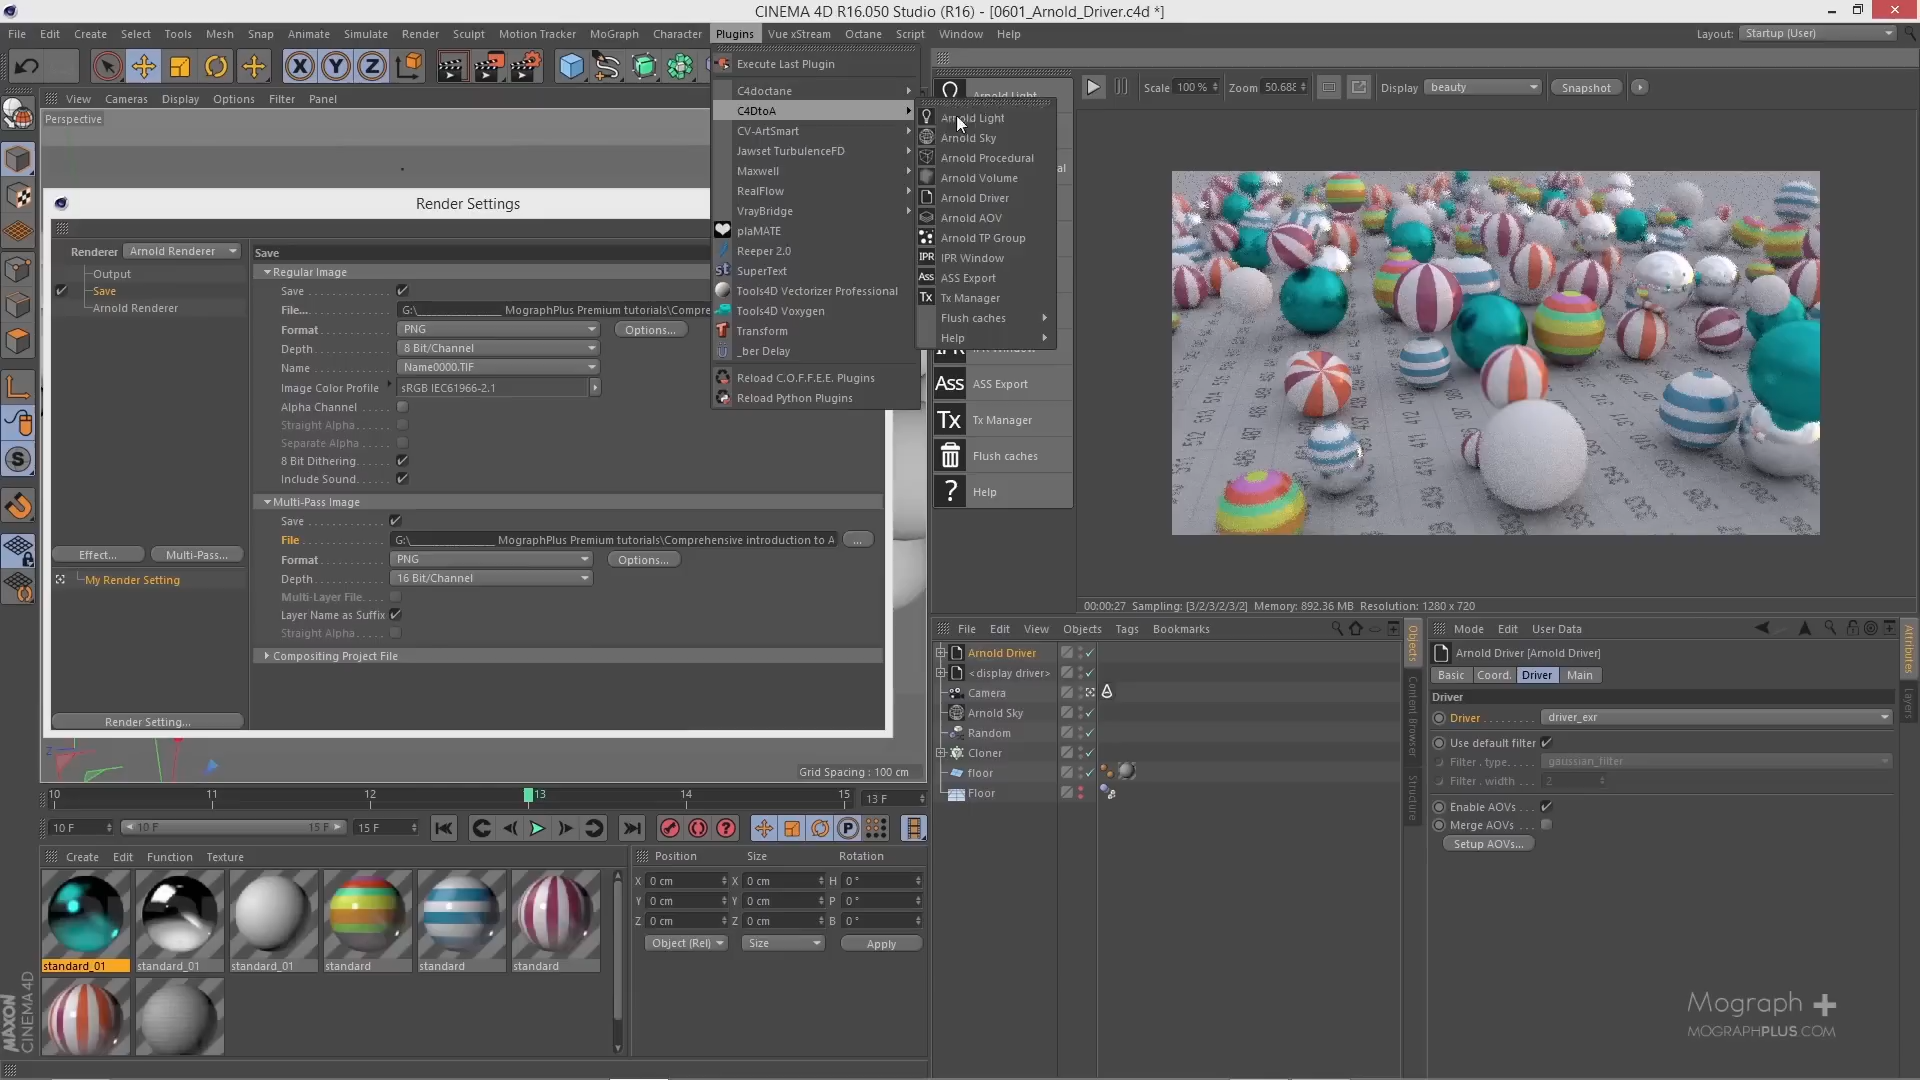 CINEMA 4D R16.050 Studio (R16) - [0601_Arnold_Driver.c4d *]
File Edit Create Select Tools Mesh Snap Animate Simulate Render Sculpt Motion Tracker MoGraph Character Plugins Vue xStream Octane Script Window Help
Layout: Startup (User)
View Cameras Display Options Filter Panel
Perspective
Execute Last Plugin
C4doctane
C4DtoA
CV-ArtSmart
Jawset TurbulenceFD
Maxwell
RealFlow
VrayBridge
plaMATE
Reeper 2.0
SuperText
Tools4D Vectorizer Professional
Tools4D Voxygen
Transform
_ber Delay
Reload C.O.F.F.E.E. Plugins
Reload Python Plugins
Arnold Light
Arnold Light
Arnold Sky
Arnold Procedural
Arnold Volume
Arnold Driver
Arnold AOV
Arnold TP Group
IPR IPR Window
Ass ASS Export
Tx Tx Manager
Flush caches
Help
Ass ASS Export
Tx Tx Manager
Flush caches
? Help
Scale 100 % Zoom 50.688 Display beauty Snapshot
00:00:27 Sampling: [3/2/3/2/3/2] Memory: 892.36 MB Resolution: 1280 x 720
Render Settings
Renderer Arnold Renderer
Output
Save
Arnold Renderer
Effect... Multi-Pass...
My Render Setting
Render Setting...
Save
Regular Image
Save
File... G:\ MographPlus Premium tutorials\Compre
Format PNG Options...
Depth 8 Bit/Channel
Name Name0000.TIF
Image Color Profile sRGB IEC61966-2.1
Alpha Channel
Straight Alpha
Separate Alpha
8 Bit Dithering
Include Sound
Multi-Pass Image
Save
File G:\ MographPlus Premium tutorials\Comprehensive introduction to A ...
Format PNG Options...
Depth 16 Bit/Channel
Multi-Layer File
Layer Name as Suffix
Straight Alpha
Compositing Project File
Z
Grid Spacing : 100 cm
10 11 12 13 14 15 13 F
10 F 10 F 15 F 15 F
Create Edit Function Texture
standard_01 standard_01 standard_01 standard standard standard
MAXON
CINEMA 4D
Position Size Rotation
X 0 cm X 0 cm H 0 °
Y 0 cm Y 0 cm P 0 °
Z 0 cm Z 0 cm B 0 °
Object (Rel) Size Apply
File Edit View Objects Tags Bookmarks
Arnold Driver
<display driver>
Camera
Arnold Sky
Random
Cloner
floor
Floor
Objects
Content Browser
Structure
Mode Edit User Data
Arnold Driver [Arnold Driver]
Basic Coord. Driver Main
Driver
Driver driver_exr
Use default filter
Filter . type gaussian_filter
Filter . width 2
Enable AOVs
Merge AOVs
Setup AOVs...
Attributes
Layers
Mograph +
MOGRAPHPLUS.COM